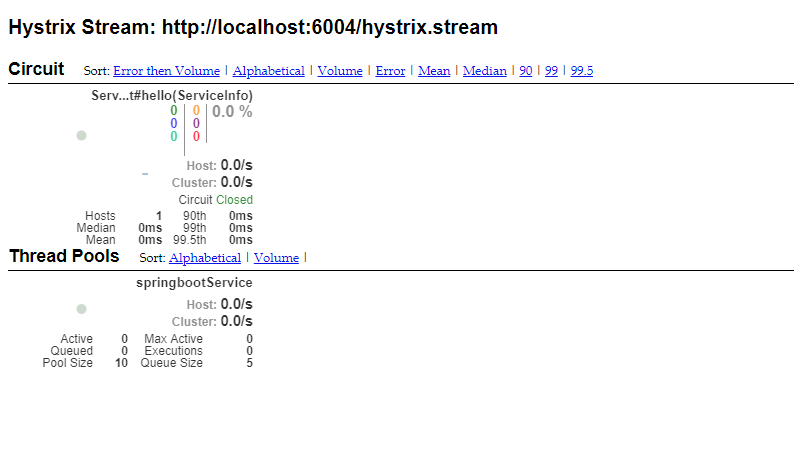 Hystrix Stream: http://localhost:6004/hystrix.stream
Circuit Sort: Error then Volume | Alphabetical | Volume | Error | Mean | Median | 90 | 99 | 99.5
Serv...t#hello(ServiceInfo)
0 0 0.0 %
0 0
0 0
Host: 0.0/s
Cluster: 0.0/s
Circuit Closed
Hosts 1 90th 0ms
Median 0ms 99th 0ms
Mean 0ms 99.5th 0ms
Thread Pools Sort: Alphabetical | Volume |
springbootService
Host: 0.0/s
Cluster: 0.0/s
Active 0 Max Active 0
Queued 0 Executions 0
Pool Size 10 Queue Size 5